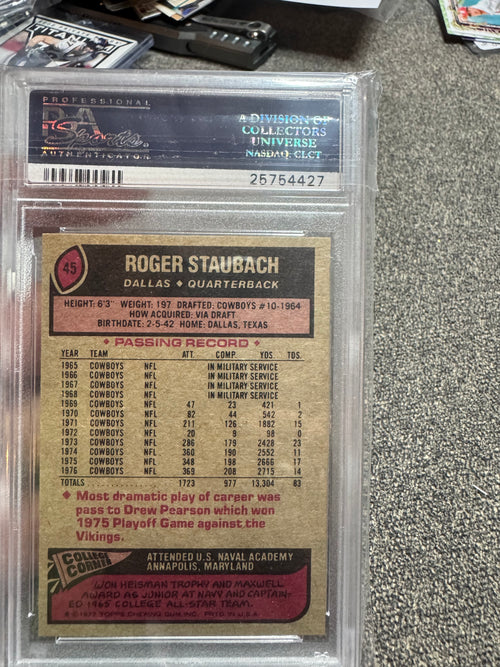 TITAN
PROFESSIONAL
PSA
Sports
AUTHENTICATOR
A DIVISION OF
COLLECTORS
UNIVERSE
NASDAQ: CLCT
25754427
45
ROGER STAUBACH
DALLAS ♦ QUARTERBACK
HEIGHT: 6'3" WEIGHT: 197 DRAFTED: COWBOYS #10-1964
HOW ACQUIRED: VIA DRAFT
BIRTHDATE: 2-5-42 HOME: DALLAS, TEXAS
♦ PASSING RECORD ♦
YEAR TEAM ATT. COMP. YDS. TDS.
1965 COWBOYS NFL IN MILITARY SERVICE
1966 COWBOYS NFL IN MILITARY SERVICE
1967 COWBOYS NFL IN MILITARY SERVICE
1968 COWBOYS NFL IN MILITARY SERVICE
1969 COWBOYS NFL 47 23 421 1
1970 COWBOYS NFL 82 44 542 2
1971 COWBOYS NFL 211 126 1882 15
1972 COWBOYS NFL 20 9 98 0
1973 COWBOYS NFL 286 179 2428 23
1974 COWBOYS NFL 360 190 2552 11
1975 COWBOYS NFL 348 198 2666 17
1976 COWBOYS NFL 369 208 2715 14
TOTALS 1723 977 13,304 83
♦ Most dramatic play of career was
pass to Drew Pearson which won
1975 Playoff Game against the
Vikings.
COLLEGE
CORNER
ATTENDED U.S. NAVAL ACADEMY
ANNAPOLIS, MARYLAND
WON HEISMAN TROPHY AND MAXWELL
AWARD AS JUNIOR AT NAVY AND CAPTAIN-
ED 1965 COLLEGE ALL-STAR TEAM.
© 1977 TOPPS CHEWING GUM, INC. PRTD. IN U.S.A.